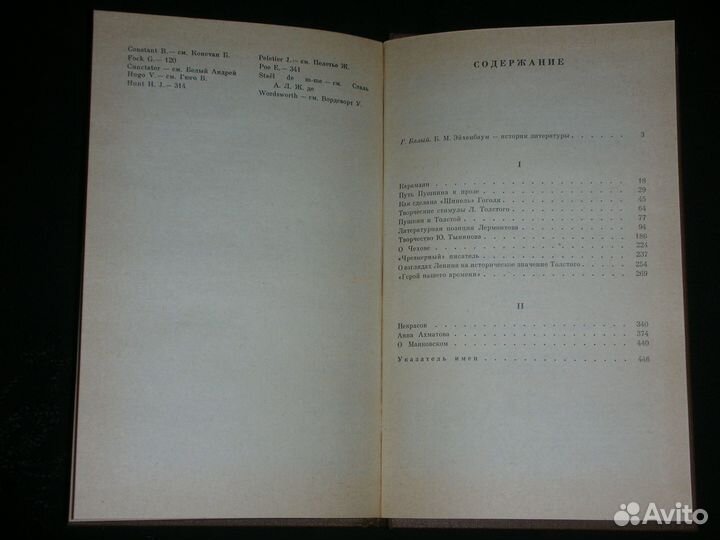 Constant B.— см. Констан Б.
Fock G.— 120
Cunctator — см. Белый Андрей
Hugo V.— см. Гюго В.
Hunt H. J.— 314
Peletier J.— см. Пелетье Ж.
Poe E.— 341
Staël de m-me — см. Сталь
А. Л. Ж. де
Wordsworth — см. Вордсворт У.
СОДЕРЖАНИЕ
Г. Бялый. Б. М. Эйхенбаум — историк литературы . . . . . 3
I
Карамзин . . . . . 18
Путь Пушкина к прозе . . . . . 29
Как сделана «Шинель» Гоголя . . . . . 45
Творческие стимулы Л. Толстого . . . . . 64
Пушкин и Толстой . . . . . 77
Литературная позиция Лермонтова . . . . . 94
Творчество Ю. Тынянова . . . . . 186
О Чехове . . . . . 224
«Чрезмерный» писатель . . . . . 237
О взглядах Ленина на историческое значение Толстого . . . . . 254
«Герой нашего времени» . . . . . 269
II
Некрасов . . . . . 340
Анна Ахматова . . . . . 374
О Маяковском . . . . . 440
Указатель имен . . . . . 446
Avito